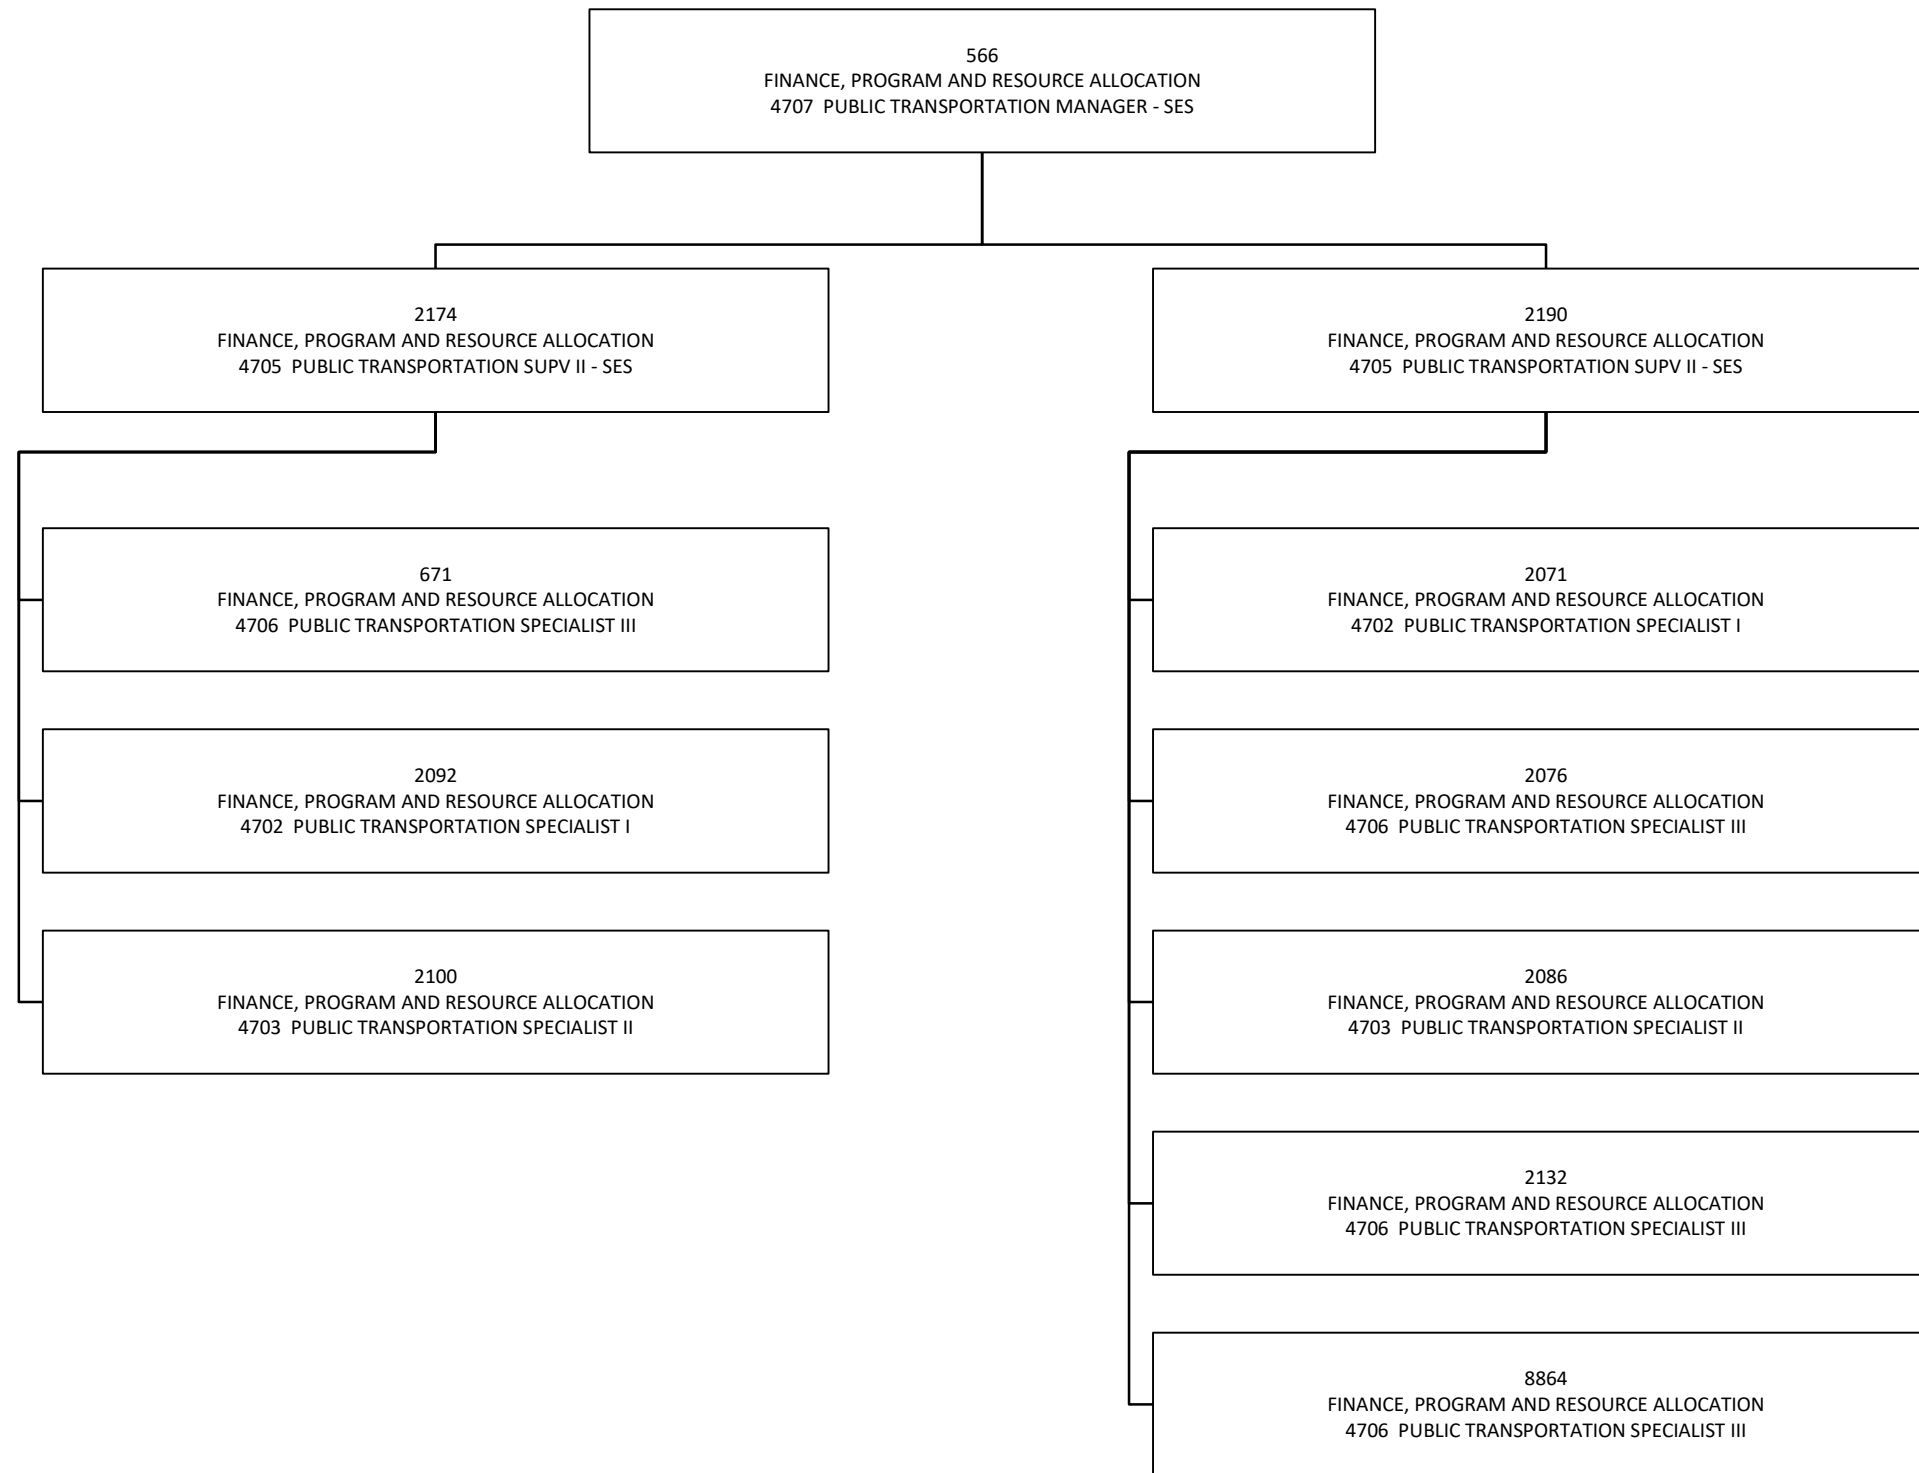 566
FINANCE, PROGRAM AND RESOURCE ALLOCATION
4707 PUBLIC TRANSPORTATION MANAGER - SES
2174
FINANCE, PROGRAM AND RESOURCE ALLOCATION
4705 PUBLIC TRANSPORTATION SUPV II - SES
671
FINANCE, PROGRAM AND RESOURCE ALLOCATION
4706 PUBLIC TRANSPORTATION SPECIALIST III
2092
FINANCE, PROGRAM AND RESOURCE ALLOCATION
4702 PUBLIC TRANSPORTATION SPECIALIST I
2100
FINANCE, PROGRAM AND RESOURCE ALLOCATION
4703 PUBLIC TRANSPORTATION SPECIALIST II
2190
FINANCE, PROGRAM AND RESOURCE ALLOCATION
4705 PUBLIC TRANSPORTATION SUPV II - SES
2071
FINANCE, PROGRAM AND RESOURCE ALLOCATION
4702 PUBLIC TRANSPORTATION SPECIALIST I
2076
FINANCE, PROGRAM AND RESOURCE ALLOCATION
4706 PUBLIC TRANSPORTATION SPECIALIST III
2086
FINANCE, PROGRAM AND RESOURCE ALLOCATION
4703 PUBLIC TRANSPORTATION SPECIALIST II
2132
FINANCE, PROGRAM AND RESOURCE ALLOCATION
4706 PUBLIC TRANSPORTATION SPECIALIST III
8864
FINANCE, PROGRAM AND RESOURCE ALLOCATION
4706 PUBLIC TRANSPORTATION SPECIALIST III